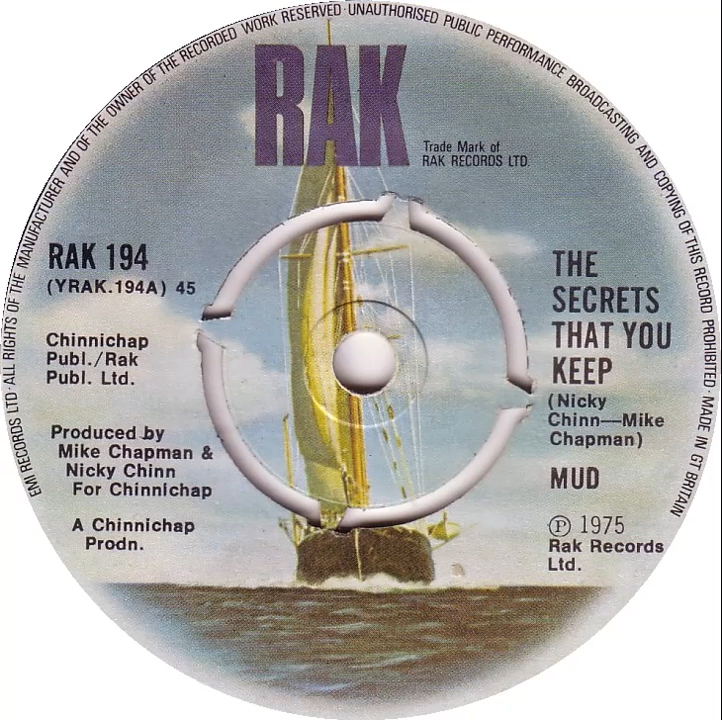 EMI RECORDS LTD·ALL RIGHTS OF THE MANUFACTURER AND OF THE OWNER OF THE RECORDED WORK RESERVED·UNAUTHORISED PUBLIC PERFORMANCE BROADCASTING AND COPYING OF THIS RECORD PROHIBITED·MADE IN GT BRITAIN
RAK
Trade Mark of
RAK RECORDS LTD.
RAK 194
(YRAK.194A) 45
Chinnichap
Publ./Rak
Publ. Ltd.
Produced by
Mike Chapman &
Nicky Chinn
For Chinnichap
A Chinnichap
Prodn.
THE
SECRETS
THAT YOU
KEEP
(Nicky
Chinn—Mike
Chapman)
MUD
Ⓟ 1975
Rak Records
Ltd.